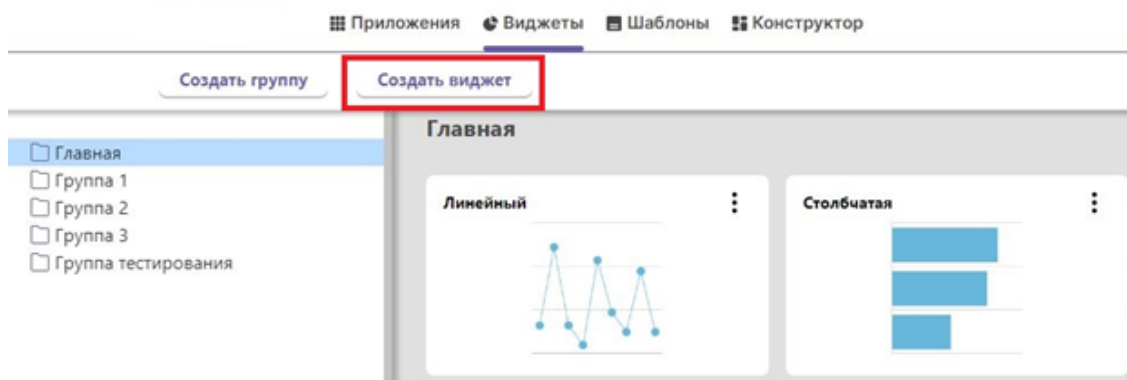 Приложения Виджеты Шаблоны Конструктор
Создать группу Создать виджет
Главная
Главная
Группа 1
Группа 2
Группа 3
Группа тестирования
Линейный Столбчатая